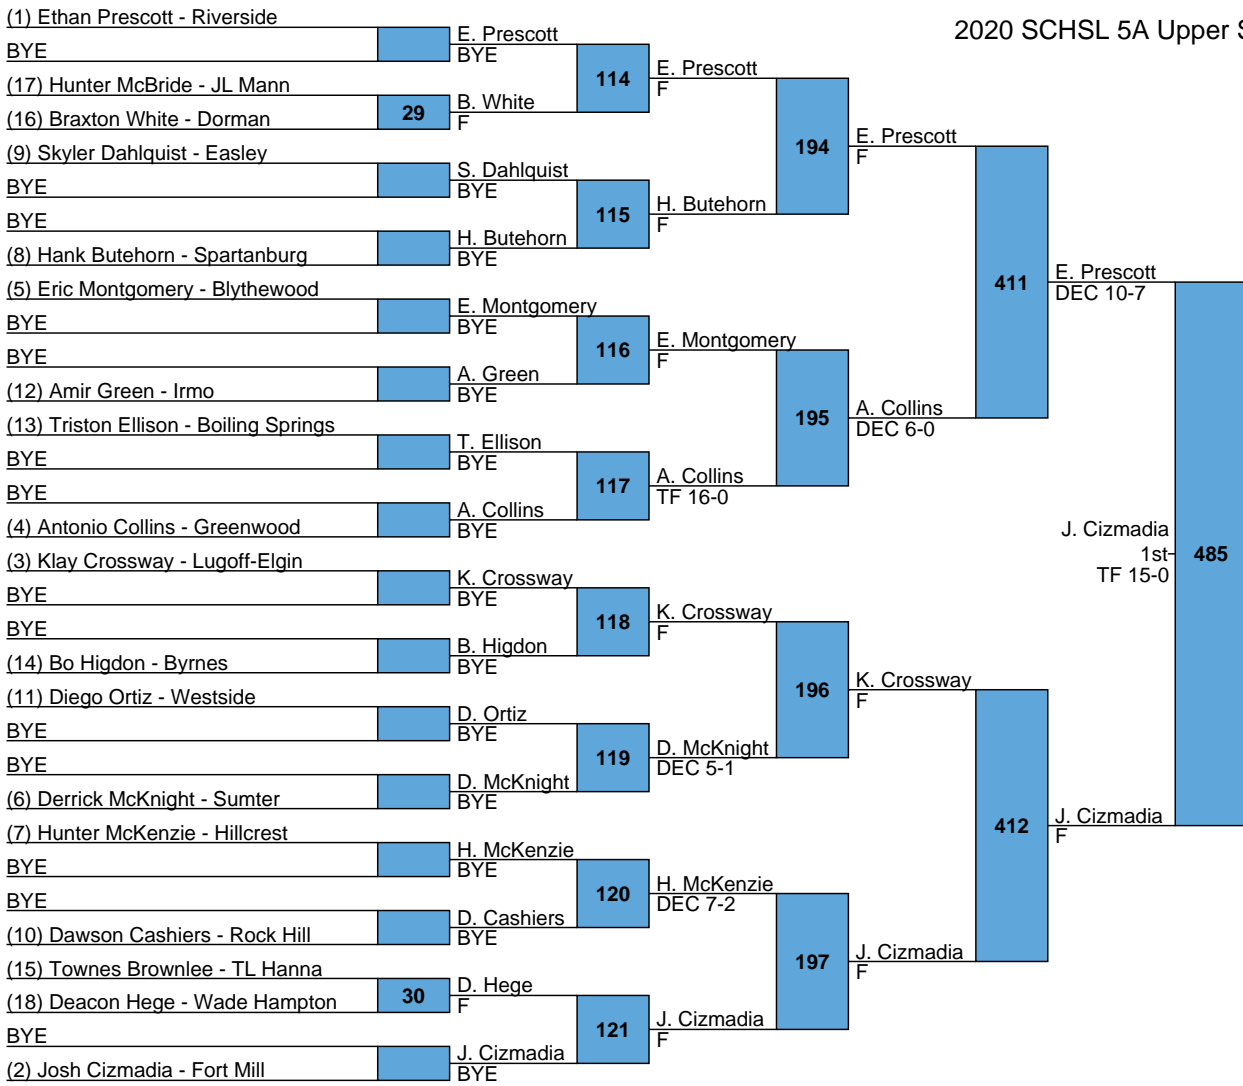 2020 SCHSL 5A Upper S
(1) Ethan Prescott - Riverside
BYE
(17) Hunter McBride - JL Mann
(16) Braxton White - Dorman
(9) Skyler Dahlquist - Easley
BYE
BYE
(8) Hank Butehorn - Spartanburg
(5) Eric Montgomery - Blythewood
BYE
BYE
(12) Amir Green - Irmo
(13) Triston Ellison - Boiling Springs
BYE
BYE
(4) Antonio Collins - Greenwood
(3) Klay Crossway - Lugoff-Elgin
BYE
BYE
(14) Bo Higdon - Byrnes
(11) Diego Ortiz - Westside
BYE
BYE
(6) Derrick McKnight - Sumter
(7) Hunter McKenzie - Hillcrest
BYE
BYE
(10) Dawson Cashiers - Rock Hill
(15) Townes Brownlee - TL Hanna
(18) Deacon Hege - Wade Hampton
BYE
(2) Josh Cizmadia - Fort Mill
29
30
E. Prescott
BYE
B. White
F
S. Dahlquist
BYE
H. Butehorn
BYE
E. Montgomery
BYE
A. Green
BYE
T. Ellison
BYE
A. Collins
BYE
K. Crossway
BYE
B. Higdon
BYE
D. Ortiz
BYE
D. McKnight
BYE
H. McKenzie
BYE
D. Cashiers
BYE
D. Hege
F
J. Cizmadia
BYE
114
115
116
117
118
119
120
121
E. Prescott
F
H. Butehorn
F
E. Montgomery
F
A. Collins
TF 16-0
K. Crossway
F
D. McKnight
DEC 5-1
H. McKenzie
DEC 7-2
J. Cizmadia
F
194
195
196
197
E. Prescott
F
A. Collins
DEC 6-0
K. Crossway
F
J. Cizmadia
F
411
412
E. Prescott
DEC 10-7
J. Cizmadia
F
J. Cizmadia
1st
TF 15-0
485